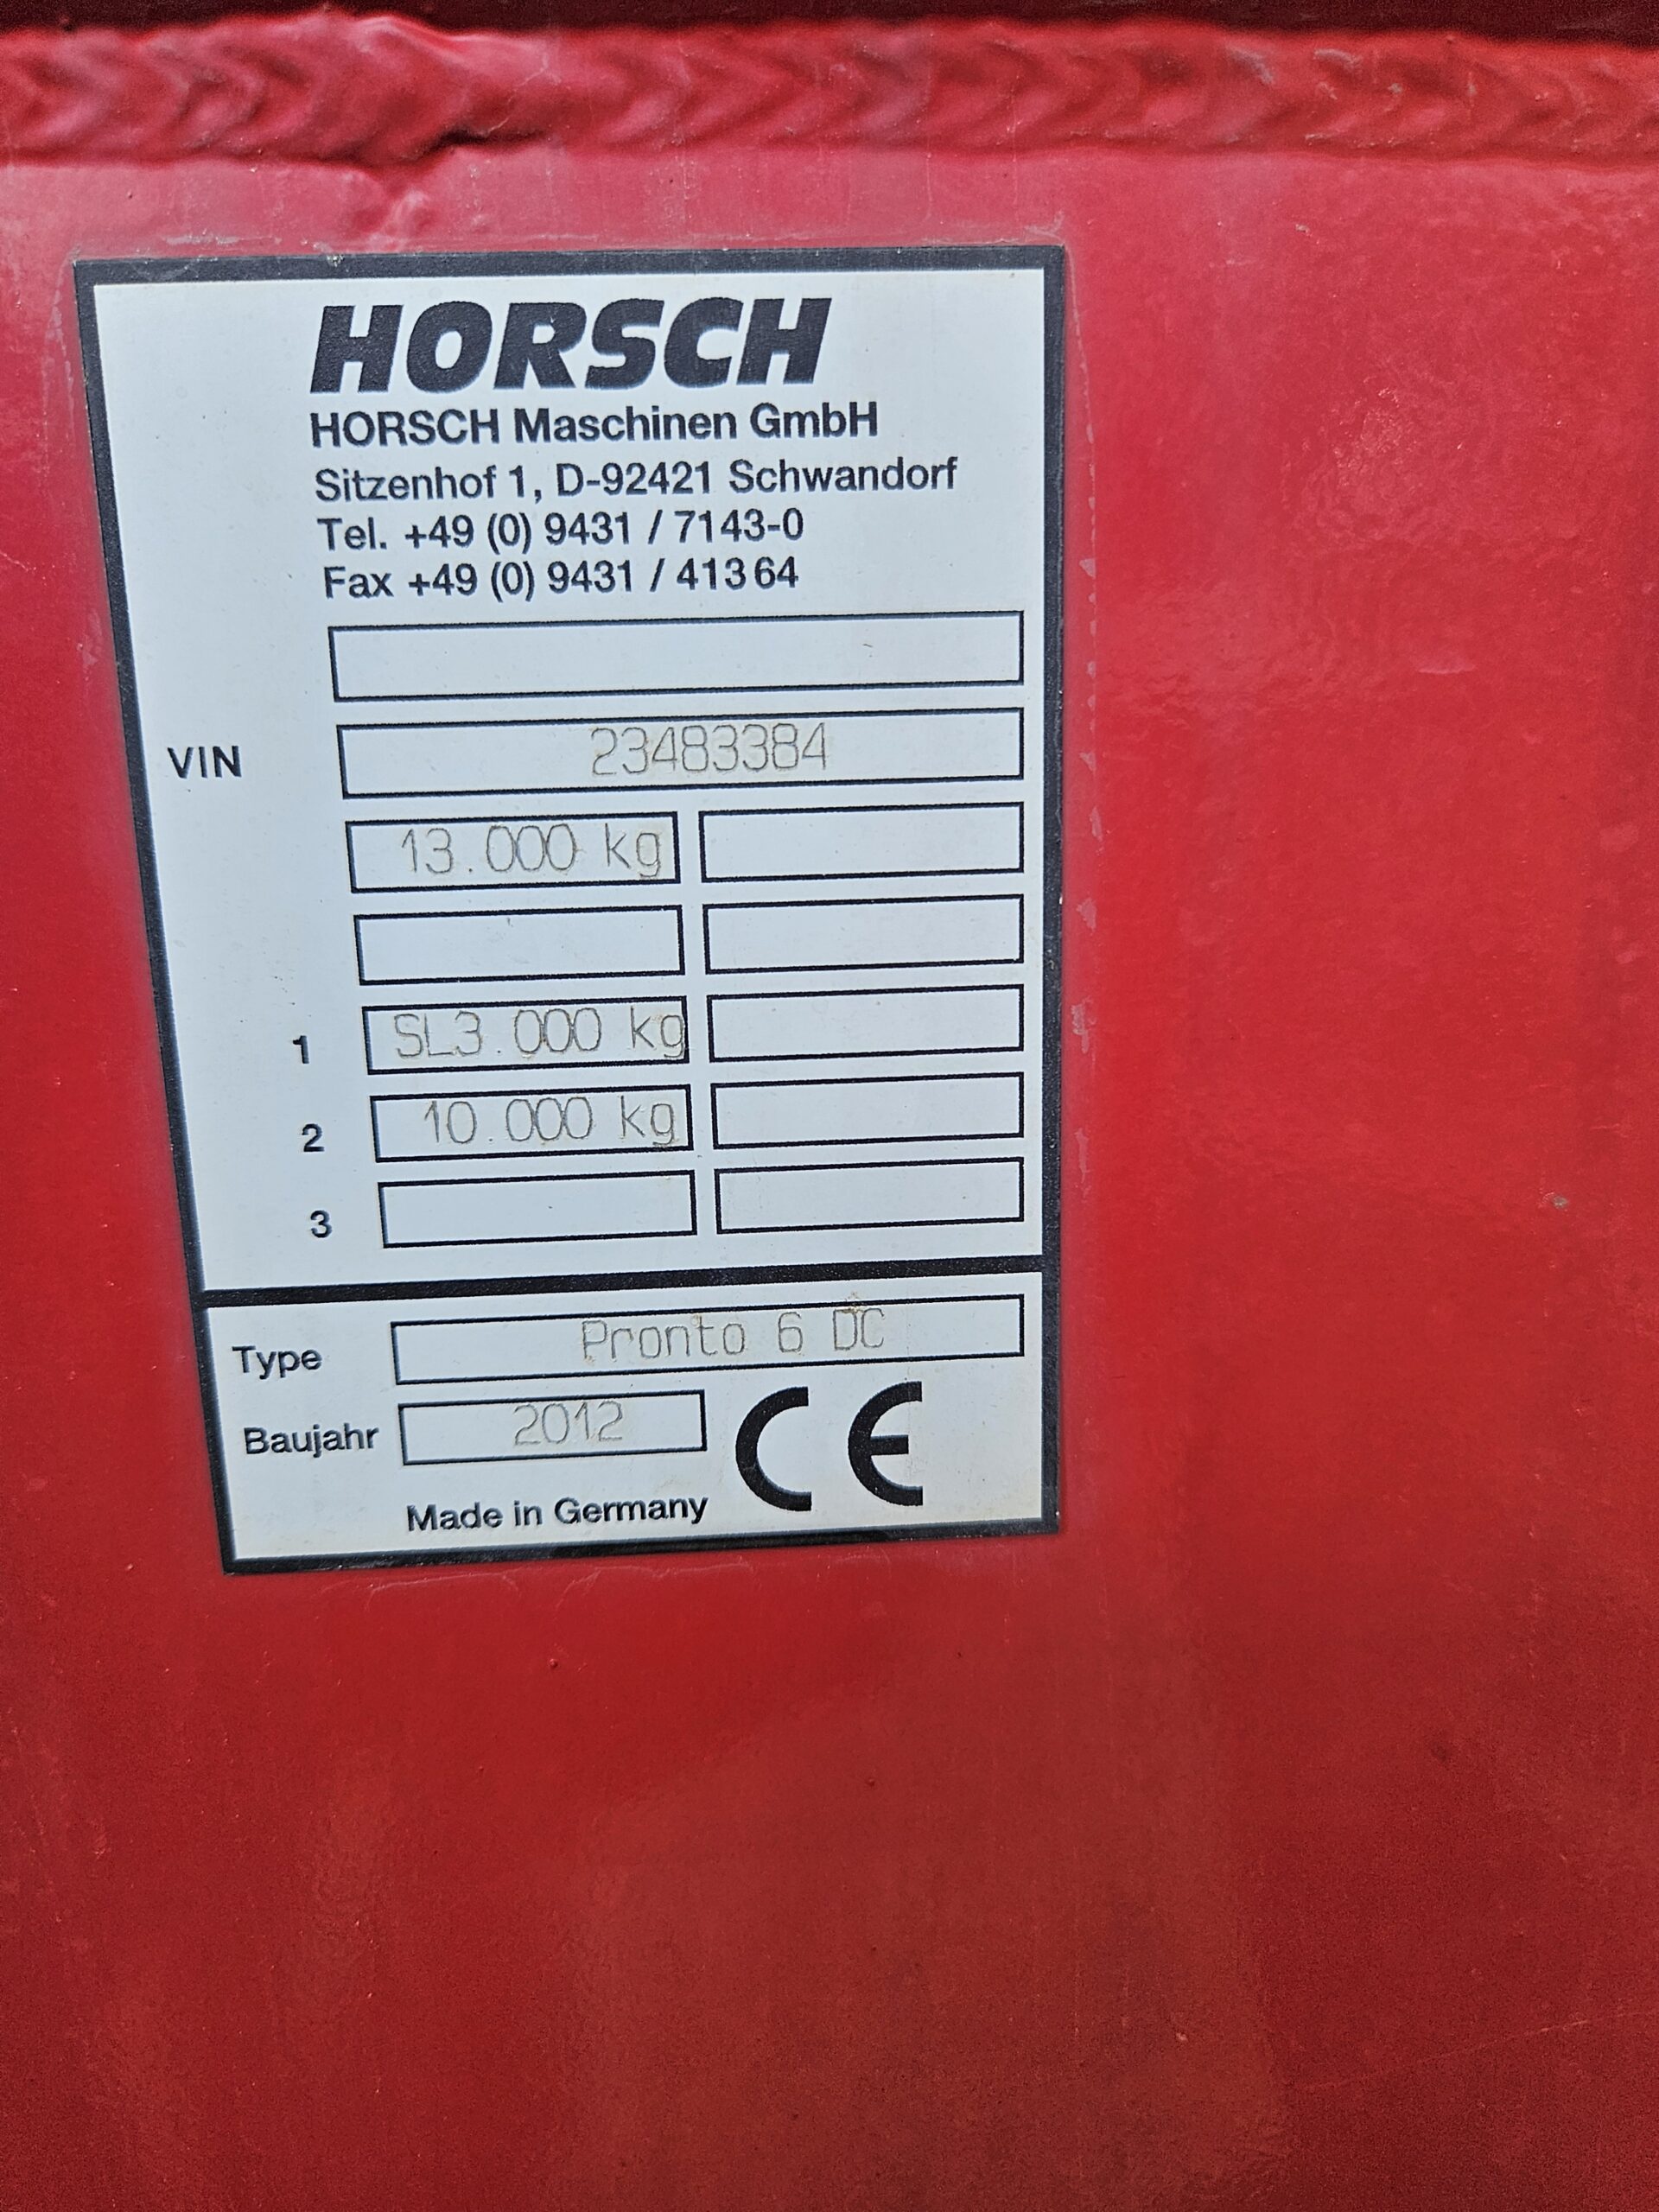 HORSCH
HORSCH Maschinen GmbH
Sitzenhof 1, D-92421 Schwandorf
Tel. +49 (0) 9431 / 7143-0
Fax +49 (0) 9431 / 41364
VIN 23483384
13.000 kg
1 SL3.000 kg
2 10.000 kg
3
Type Pronto 6 DC
Baujahr 2012 CE
Made in Germany